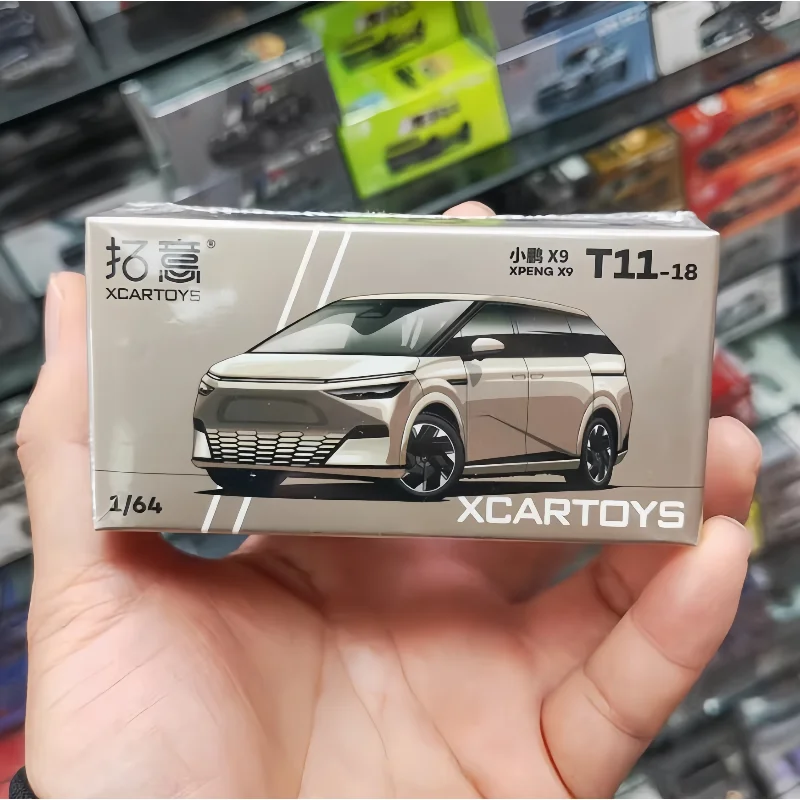 拓意®
XCARTOYS
小鹏 X9
XPENG X9
T11-18
1/64
XCARTOYS